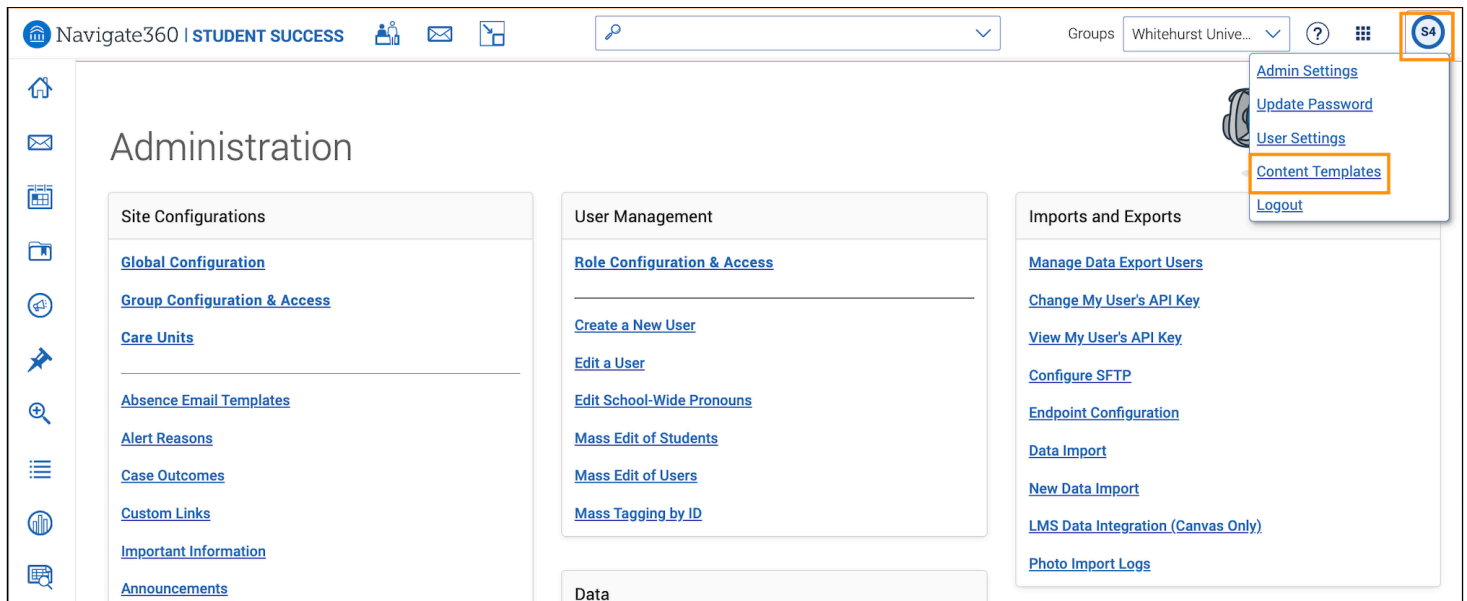 Navigate360 | STUDENT SUCCESS
Groups
Whitehurst Unive...
?
S4
Admin Settings
Update Password
User Settings
Content Templates
Logout
Administration
Site Configurations
Global Configuration
Group Configuration & Access
Care Units
Absence Email Templates
Alert Reasons
Case Outcomes
Custom Links
Important Information
Announcements
User Management
Role Configuration & Access
Create a New User
Edit a User
Edit School-Wide Pronouns
Mass Edit of Students
Mass Edit of Users
Mass Tagging by ID
Data
Imports and Exports
Manage Data Export Users
Change My User's API Key
View My User's API Key
Configure SFTP
Endpoint Configuration
Data Import
New Data Import
LMS Data Integration (Canvas Only)
Photo Import Logs